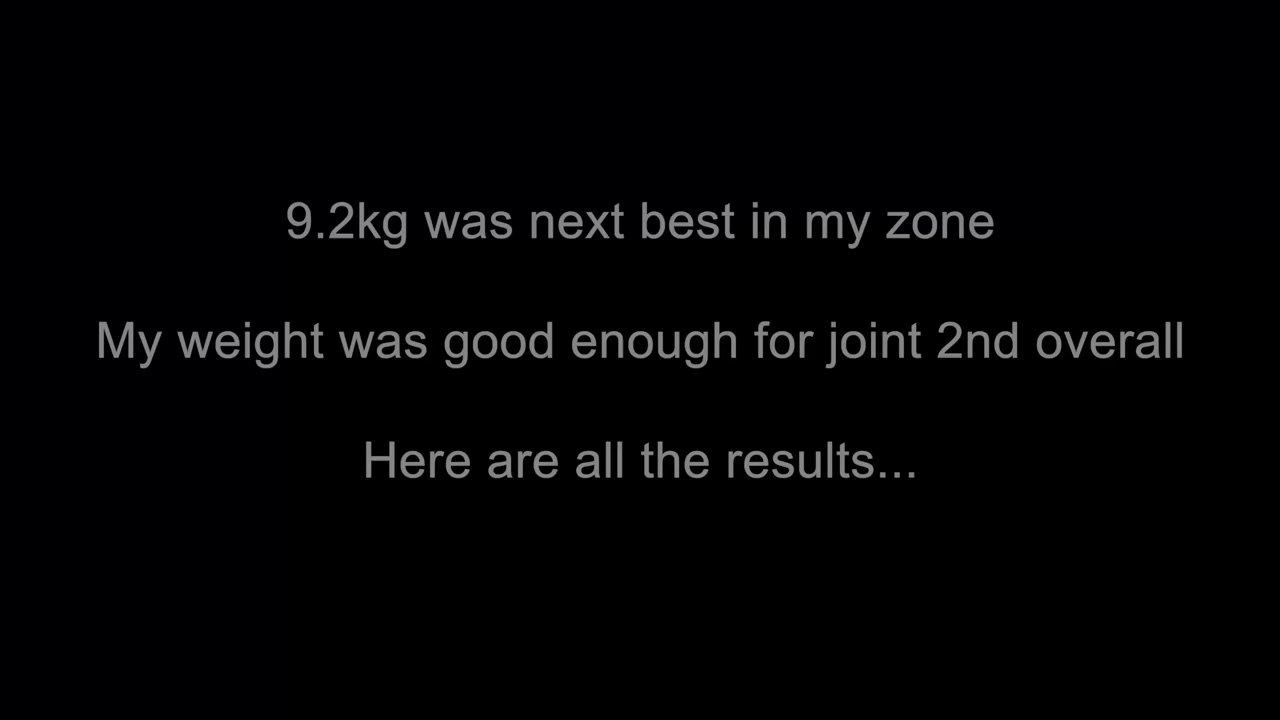 9.2kg was next best in my zone
My weight was good enough for joint 2nd overall
Here are all the results...